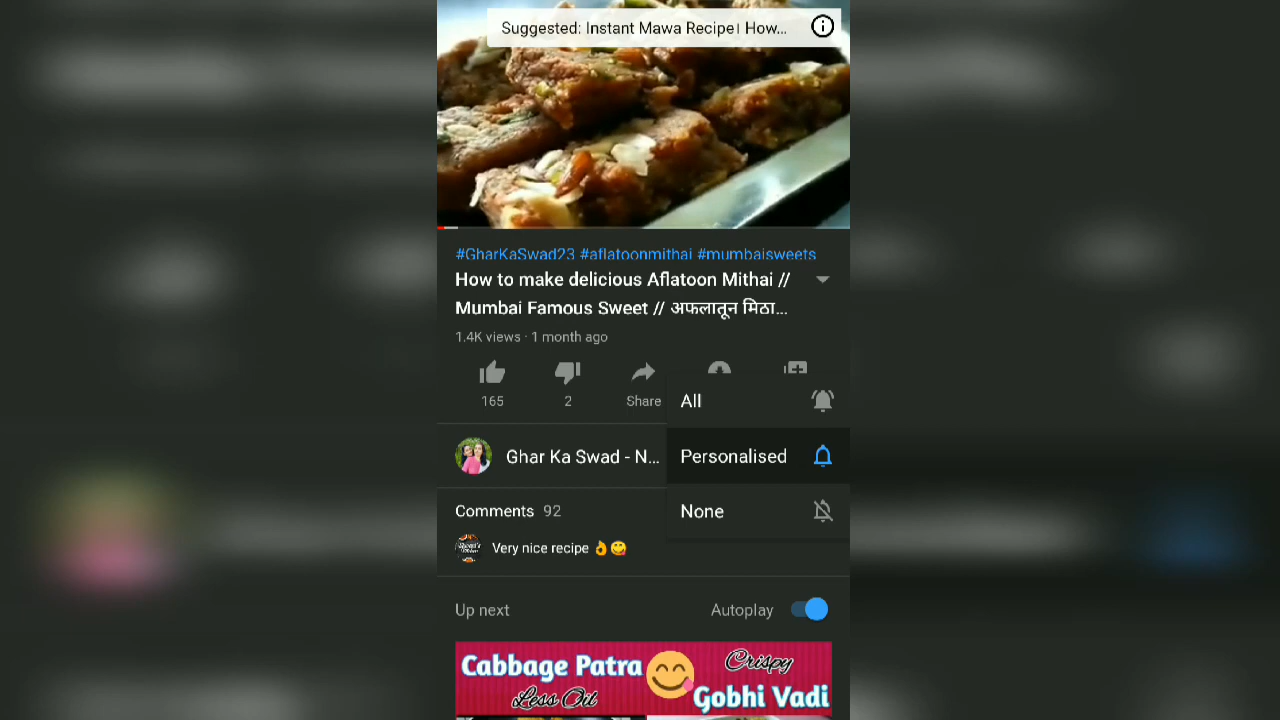 Suggested: Instant Mawa Recipe। How...
#GharKaSwad23 #aflatoonmithai #mumbaisweets
How to make delicious Aflatoon Mithai //
Mumbai Famous Sweet // अफलातून मिठा...
1.4K views · 1 month ago
165
2
Share
All
Ghar Ka Swad - N...
Personalised
Comments 92
None
Very nice recipe 👌😋
Up next
Autoplay
Cabbage Patra
Less Oil
Crispy
Gobhi Vadi